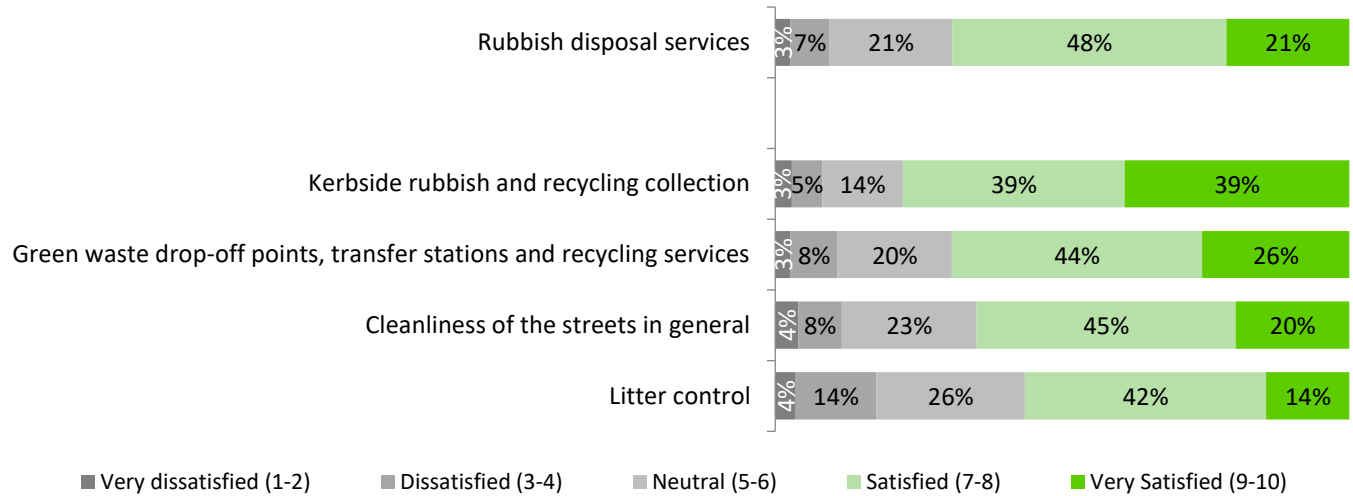 Rubbish disposal services 3% 7% 21% 48% 21%
Kerbside rubbish and recycling collection 3% 5% 14% 39% 39%
Green waste drop-off points, transfer stations and recycling services 3% 8% 20% 44% 26%
Cleanliness of the streets in general 4% 8% 23% 45% 20%
Litter control 4% 14% 26% 42% 14%
Very dissatisfied (1-2) Dissatisfied (3-4) Neutral (5-6) Satisfied (7-8) Very Satisfied (9-10)